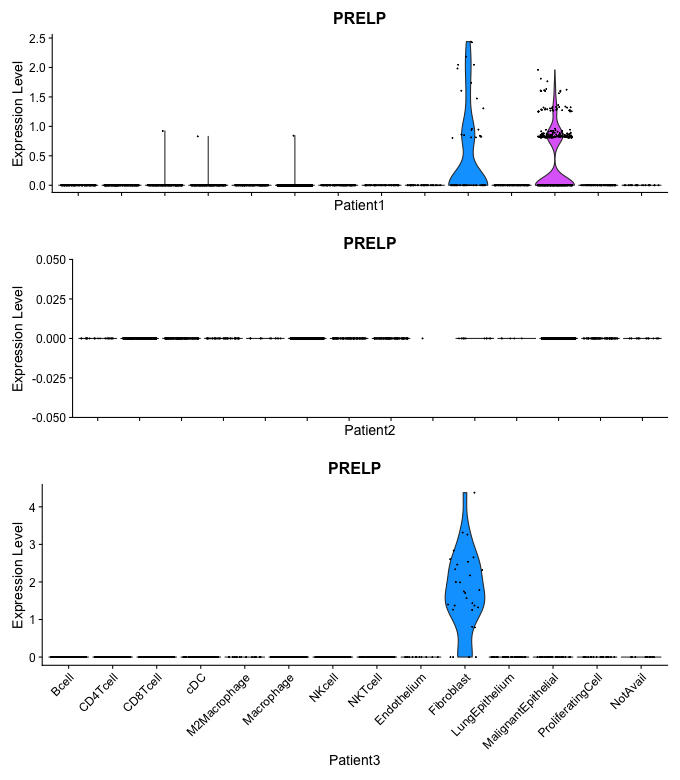 PRELP
Expression Level
2.5
2.0
1.5
1.0
0.5
0.0
Patient1
PRELP
Expression Level
0.050
0.025
0.000
-0.025
-0.050
Patient2
PRELP
Expression Level
4
3
2
1
0
Bcell
CD4Tcell
CD8Tcell
cDC
M2Macrophage
Macrophage
NKcell
NKTcell
Endothelium
Fibroblast
LungEpithelium
MalignantEpithelial
ProliferatingCell
NotAvail
Patient3